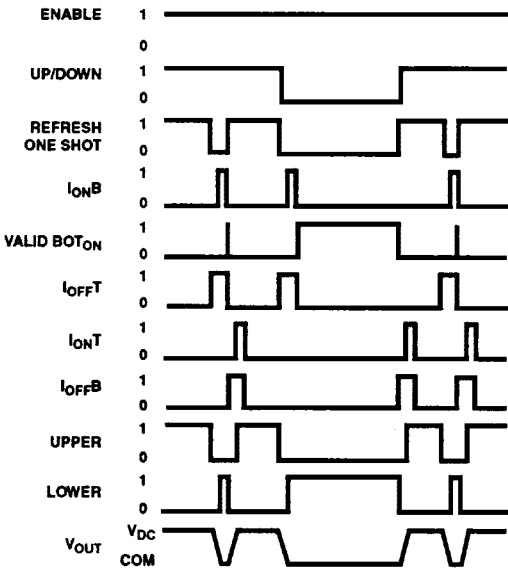 ENABLE 1
0
UP/DOWN 1
0
REFRESH
ONE SHOT 1
0
IONB 1
0
VALID BOTON 1
0
IOFFT 1
0
IONT 1
0
IOFFB 1
0
UPPER 1
0
LOWER 1
0
VOUT VDC
COM